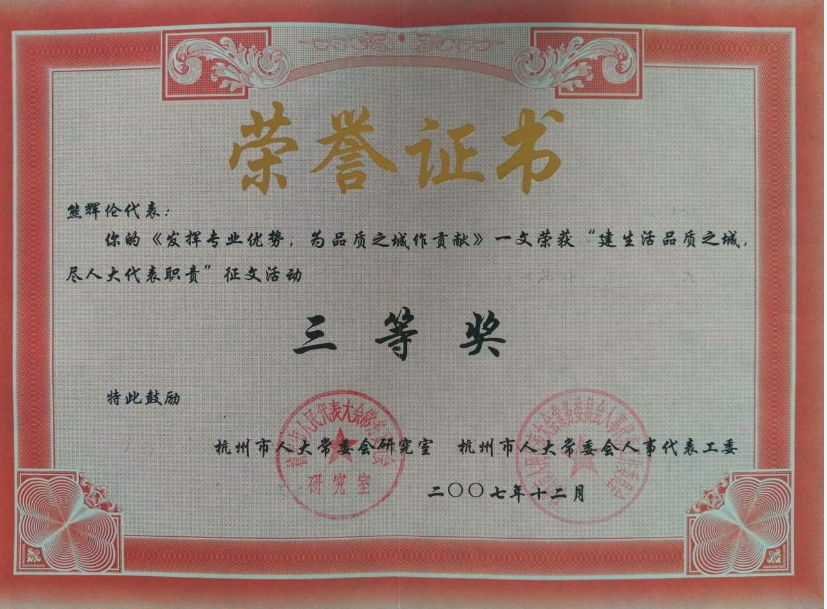 荣誉证书
熊辉伦代表：
你的《发挥专业优势，为品质之城作贡献》一文荣获“建生活品质之城，
尽人大代表职责”征文活动
三等奖
特此鼓励
杭州市人大常委会研究室 杭州市人大常委会人事代表工委
二〇〇七年十二月
研究室